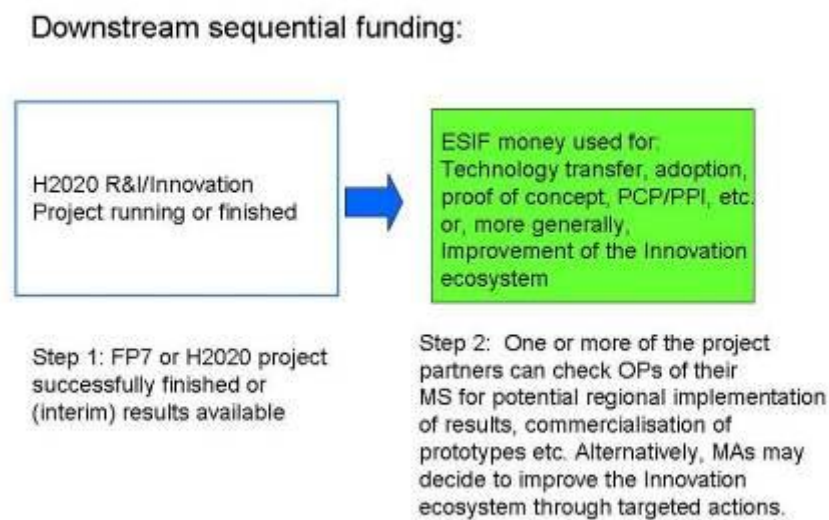 Downstream sequential funding:
H2020 R&I/Innovation
Project running or finished
ESIF money used for:
Technology transfer, adoption,
proof of concept, PCP/PPI, etc.
or, more generally,
Improvement of the Innovation
ecosystem
Step 1: FP7 or H2020 project
successfully finished or
(interim) results available
Step 2:  One or more of the project
partners can check OPs of their
MS for potential regional implementation
of results, commercialisation of
prototypes etc. Alternatively, MAs may
decide to improve the Innovation
ecosystem through targeted actions.